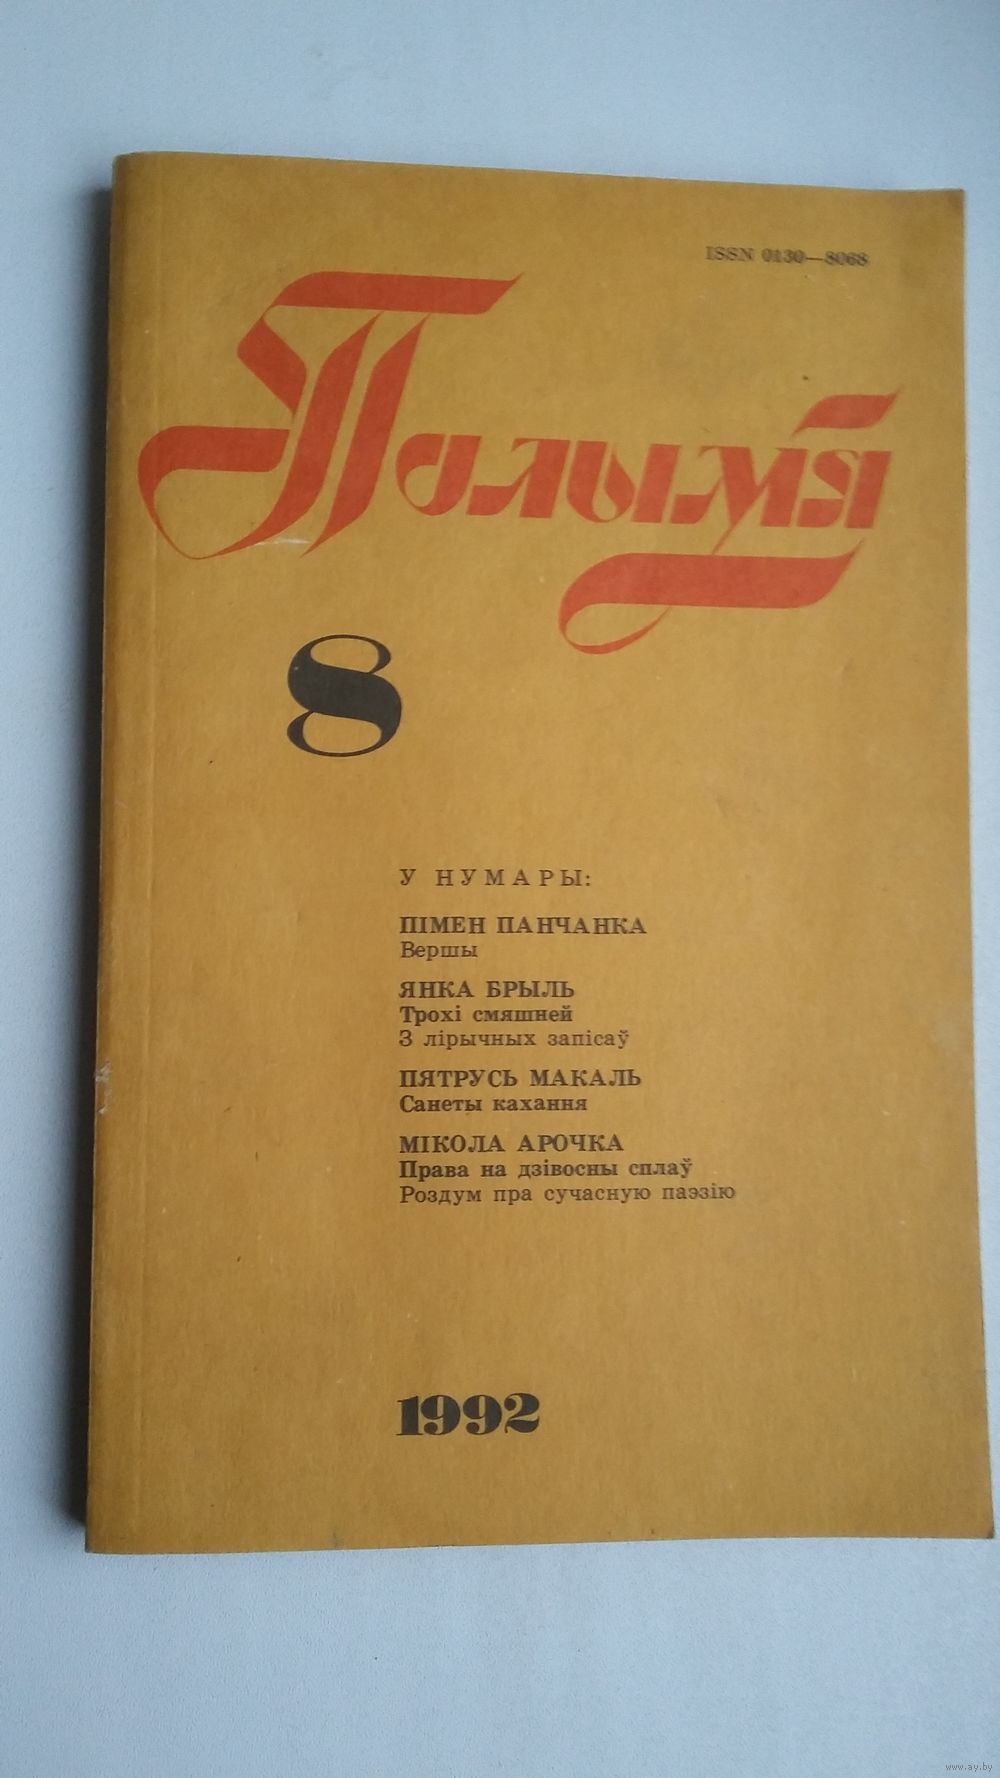 ISSN 0130—8068
Полымя
8
У НУМАРЫ:
ПІМЕН ПАНЧАНКА
Вершы
ЯНКА БРЫЛЬ
Трохі смяшней
З лірычных запісаў
ПЯТРУСЬ МАКАЛЬ
Санеты кахання
МІКОЛА АРОЧКА
Права на дзівосны сплаў
Роздум пра сучасную паэзію
1992
www.ay.by